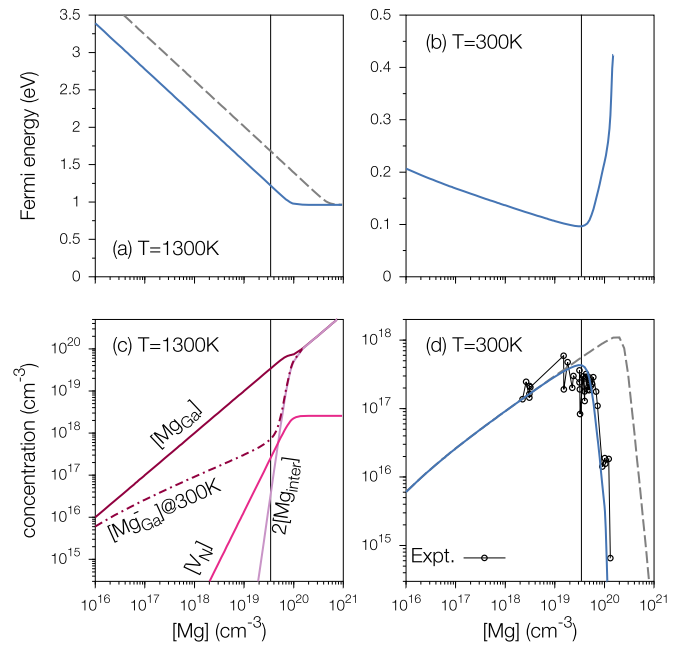 3.5
3
2.5
2
1.5
1
0.5
0
Fermi energy (eV)
(a) T=1300K
0.5
0.4
0.3
0.2
0.1
0
(b) T=300K
10^20
10^19
10^18
10^17
10^16
10^15
concentration (cm^-3)
(c) T=1300K
[Mg_Ga]
[Mg^-_Ga]@300K
[V_N]
2[Mg_inter]
10^16 10^17 10^18 10^19 10^20 10^21
[Mg] (cm^-3)
10^18
10^17
10^16
10^15
(d) T=300K
Expt.
10^16 10^17 10^18 10^19 10^20 10^21
[Mg] (cm^-3)